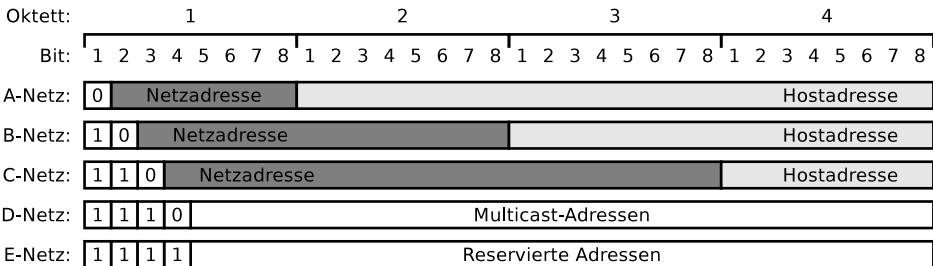 Oktett: 1 2 3 4
Bit: 1 2 3 4 5 6 7 8 1 2 3 4 5 6 7 8 1 2 3 4 5 6 7 8 1 2 3 4 5 6 7 8
A-Netz: 0 Netzadresse Hostadresse
B-Netz: 1 0 Netzadresse Hostadresse
C-Netz: 1 1 0 Netzadresse Hostadresse
D-Netz: 1 1 1 0 Multicast-Adressen
E-Netz: 1 1 1 1 Reservierte Adressen